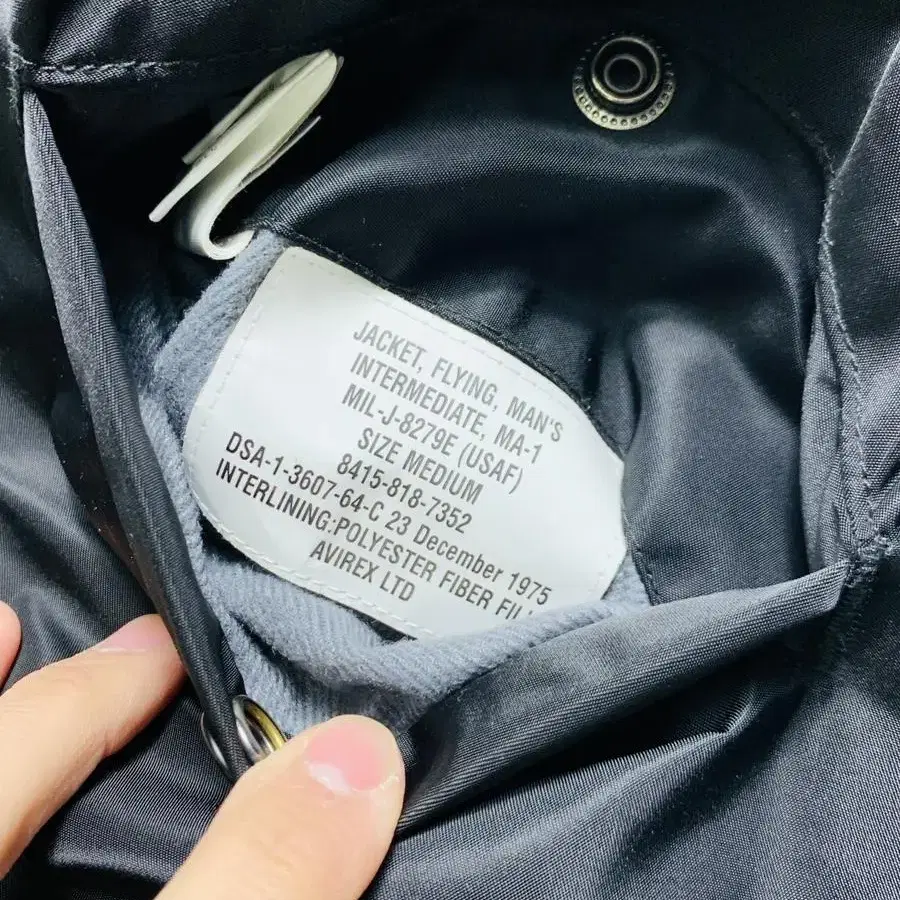 JACKET, FLYING, MAN'S
INTERMEDIATE, MA-1
MIL-J-8279E (USAF)
SIZE MEDIUM
8415-818-7352
DSA-1-3607-64-C 23 December 1975
INTERLINING:POLYESTER FIBER
AVIREX LTD